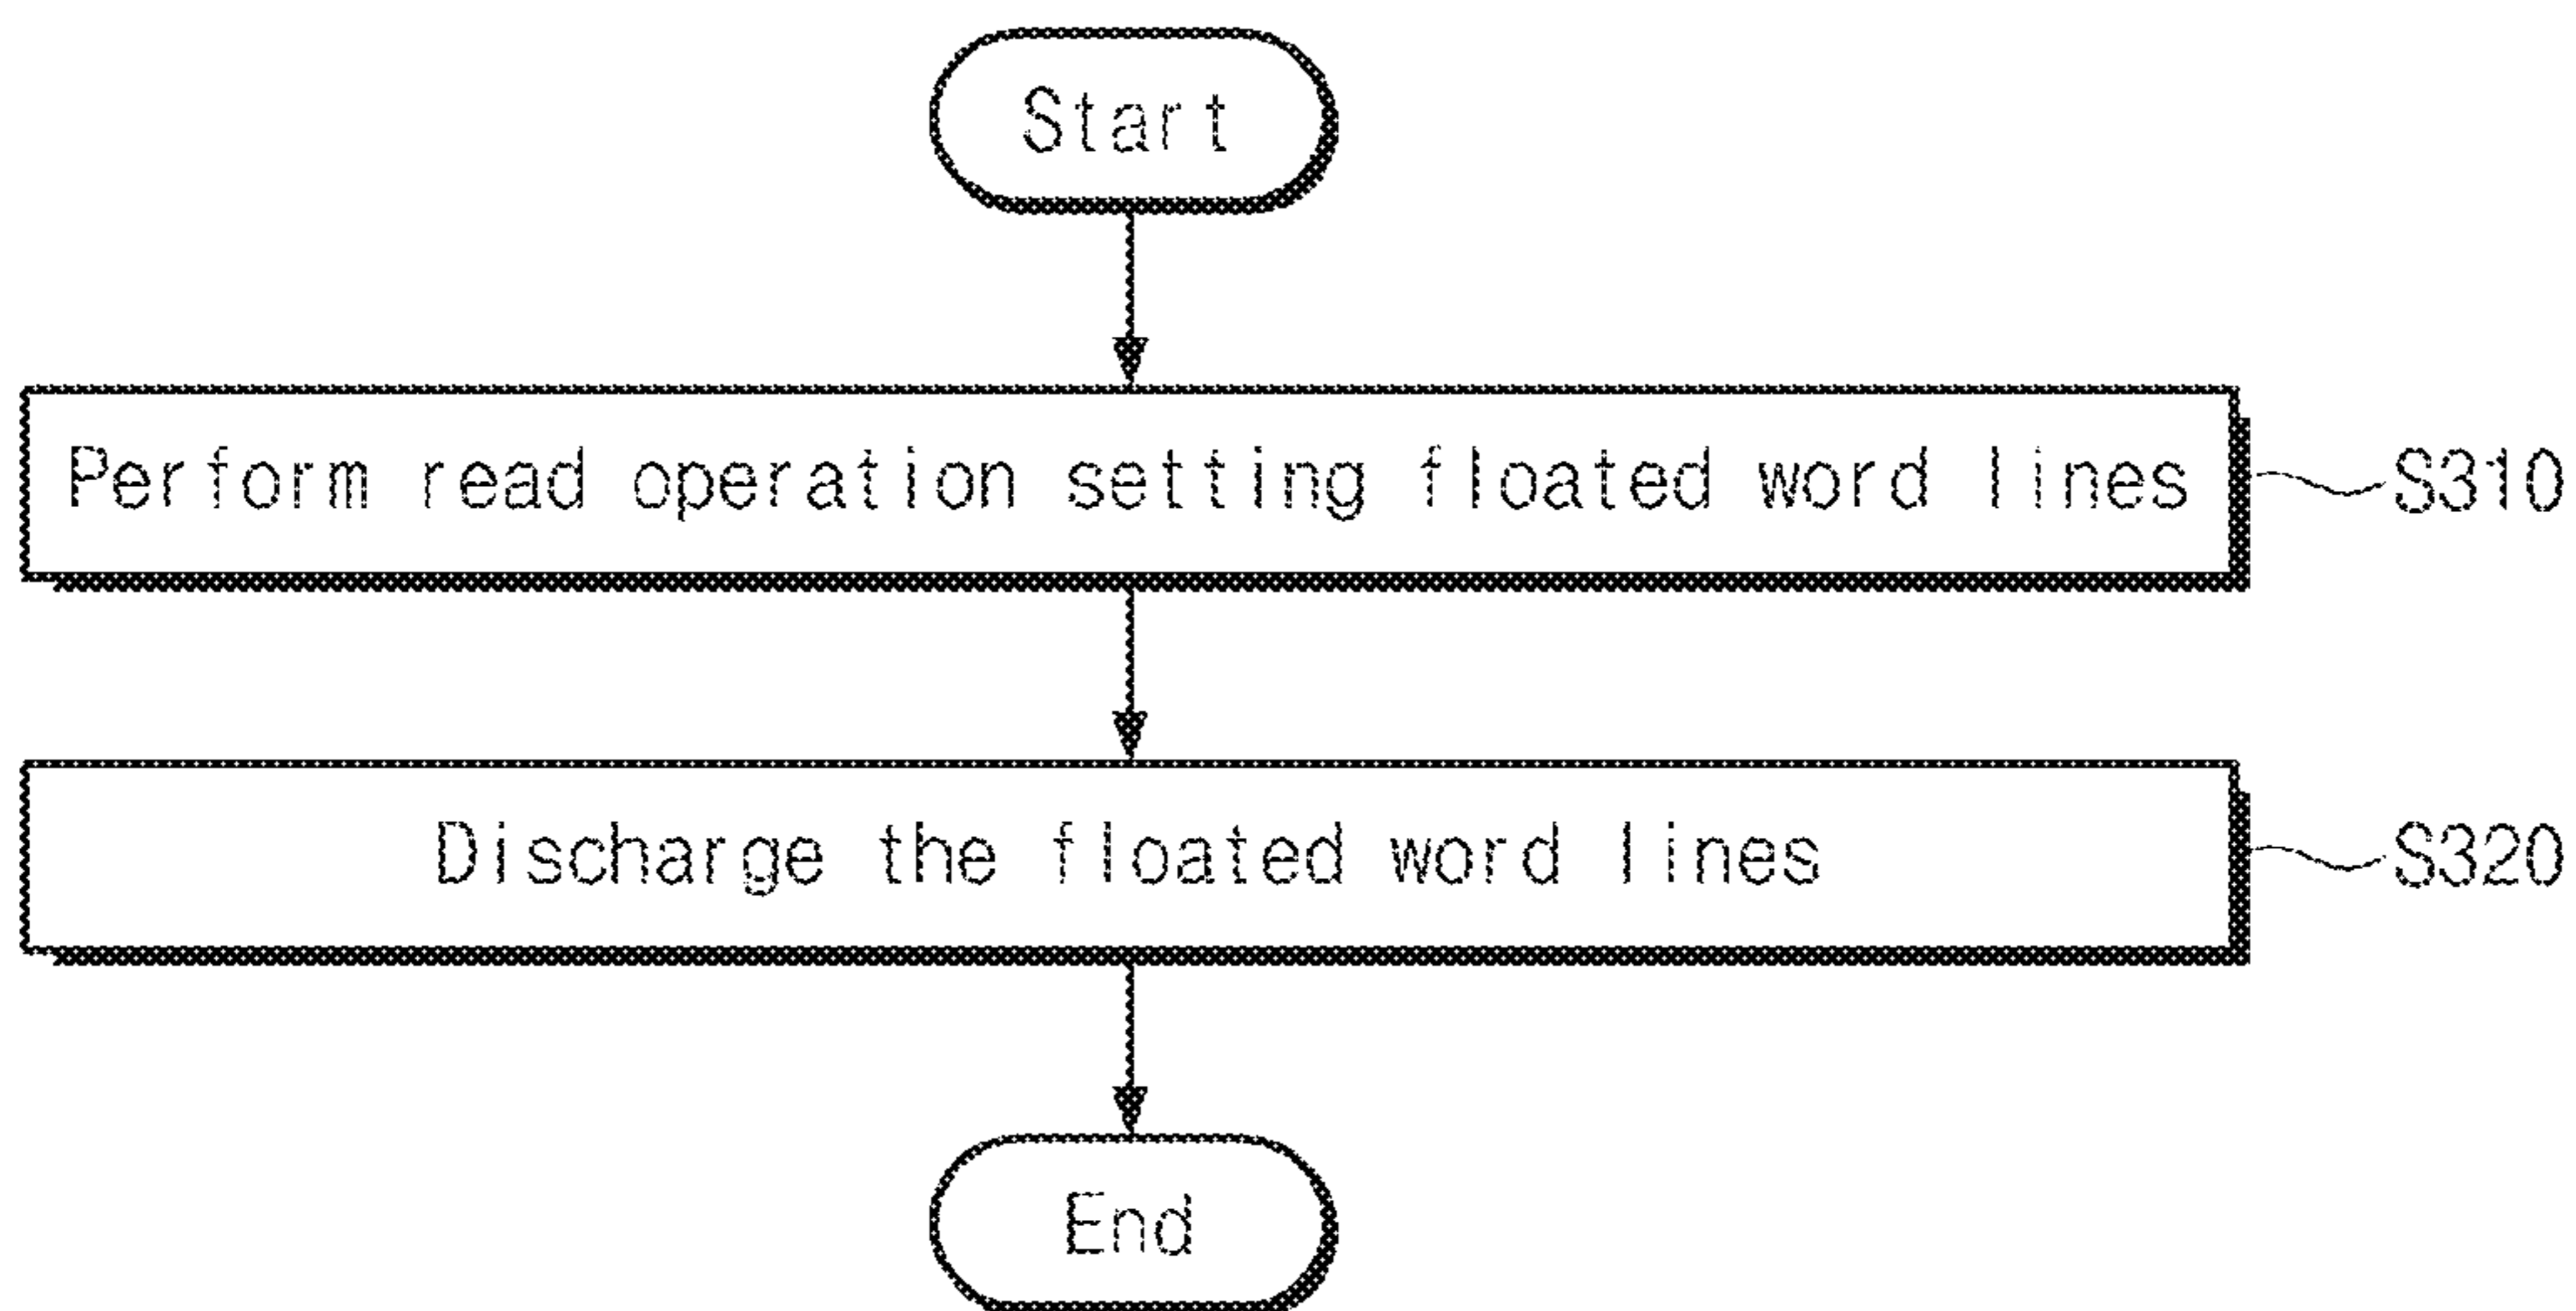 Start
Perform read operation setting floated word lines
S310
Discharge the floated word lines
S320
End